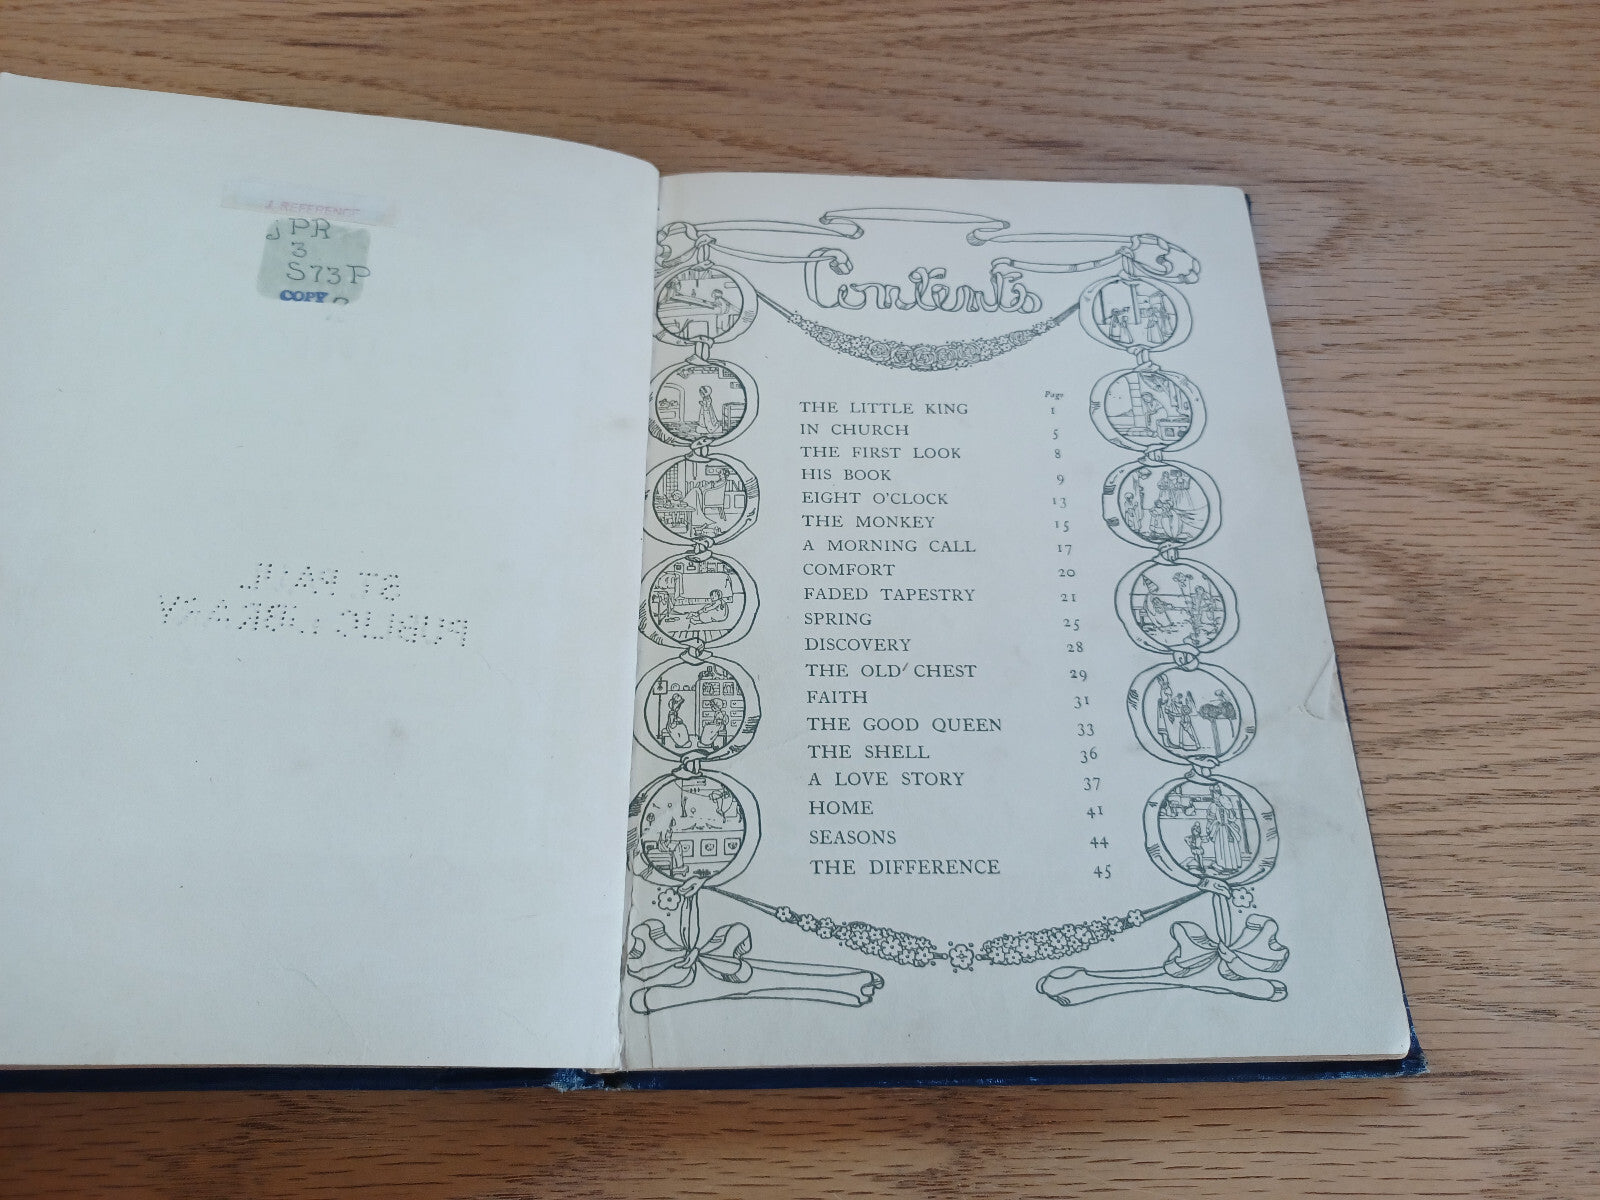 J REFERENCE
jPR
3
S73P
COPY 2
ST. PAUL
PUBLIC LIBRARY
Contents
Page
THE LITTLE KING 1
IN CHURCH 5
THE FIRST LOOK 8
HIS BOOK 9
EIGHT O'CLOCK 13
THE MONKEY 15
A MORNING CALL 17
COMFORT 20
FADED TAPESTRY 21
SPRING 25
DISCOVERY 28
THE OLD CHEST 29
FAITH 31
THE GOOD QUEEN 33
THE SHELL 36
A LOVE STORY 37
HOME 41
SEASONS 44
THE DIFFERENCE 45